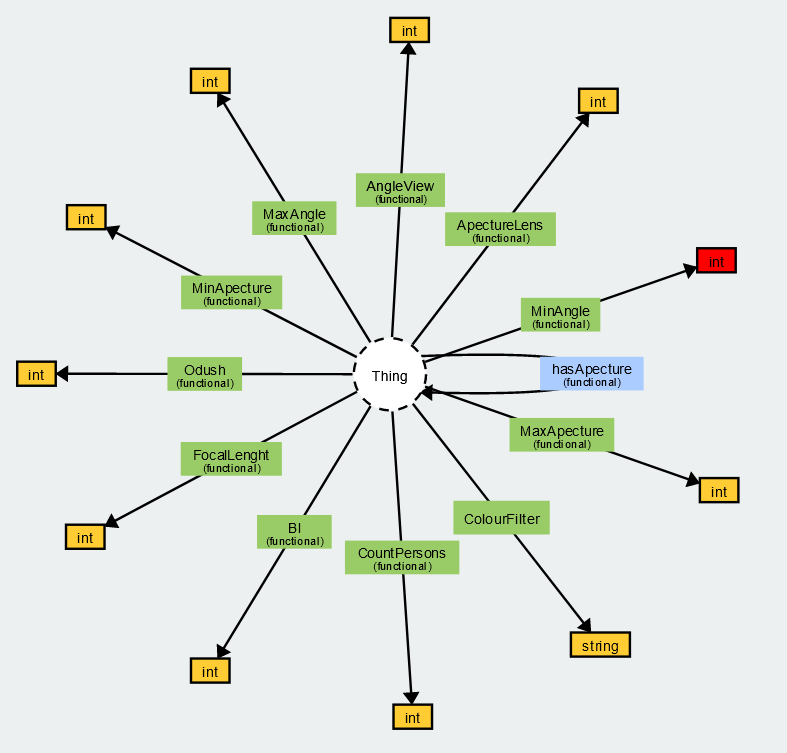 int
int
AngleView
(functional)
int
MaxAngle
(functional)
ApectureLens
(functional)
int
MinApecture
(functional)
int
MinAngle
(functional)
int
Odush
(functional)
Thing
hasApecture
(functional)
FocalLenght
(functional)
MaxApecture
(functional)
int
int
BI
(functional)
ColourFilter
CountPersons
(functional)
int
string
int